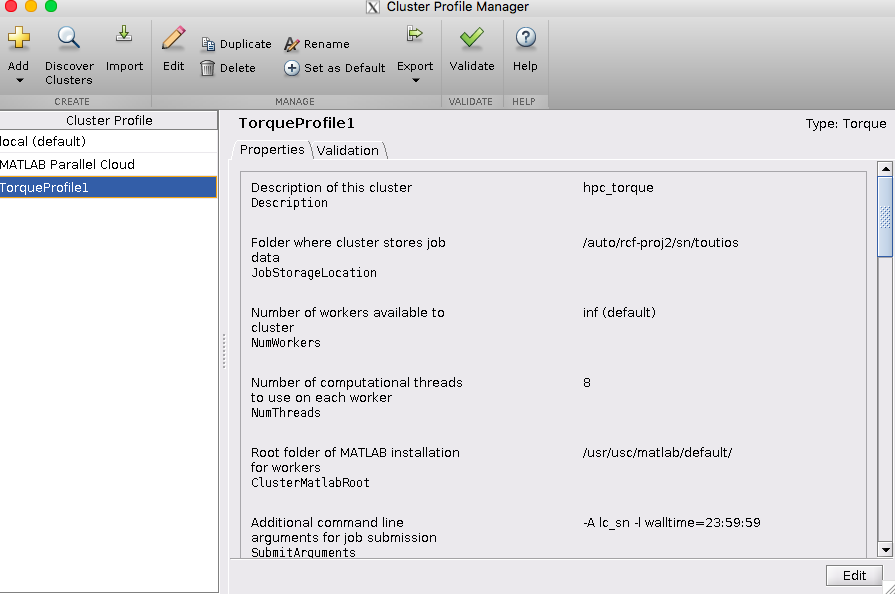 Cluster Profile Manager
Add
Discover
Clusters
Import
CREATE
Edit
Duplicate
Delete
Rename
Set as Default
Export
MANAGE
Validate
VALIDATE
Help
HELP
Cluster Profile
local (default)
MATLAB Parallel Cloud
TorqueProfile1
TorqueProfile1
Type: Torque
Properties
Validation
Description of this cluster
Description
hpc_torque
Folder where cluster stores job
data
JobStorageLocation
/auto/rcf-proj2/sn/toutios
Number of workers available to
cluster
NumWorkers
inf (default)
Number of computational threads
to use on each worker
NumThreads
8
Root folder of MATLAB installation
for workers
ClusterMatlabRoot
/usr/usc/matlab/default/
Additional command line
arguments for job submission
SubmitArguments
-A lc_sn -l walltime=23:59:59
Edit